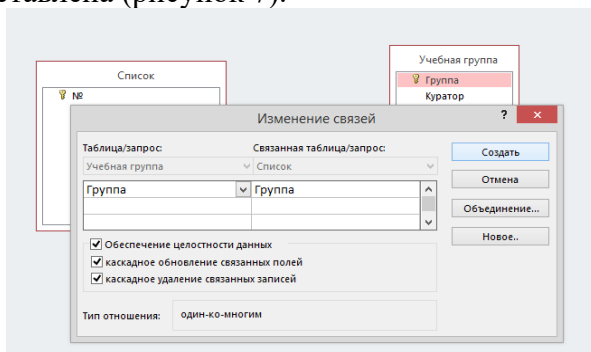 ставлена (рисунок 7).
Учебная группа
Список
Группа
№
Куратор
Изменение связей
? ×
Таблица/запрос: Связанная таблица/запрос:
Создать
Учебная группа Список
Группа Группа
Отмена
Объединение...
Новое..
Обеспечение целостности данных
каскадное обновление связанных полей
каскадное удаление связанных записей
Тип отношения: один-ко-многим